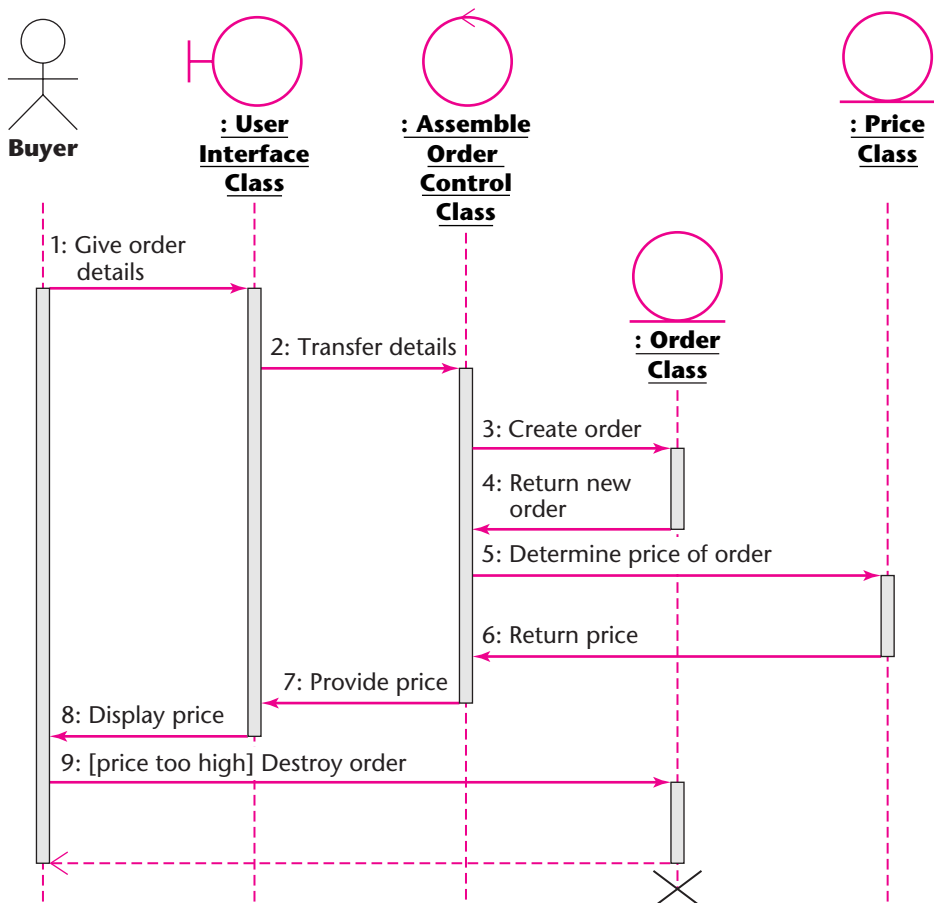 Buyer
: User
Interface
Class
: Assemble
Order
Control
Class
: Price
Class
1: Give order
details
: Order
Class
2: Transfer details
3: Create order
4: Return new
order
5: Determine price of order
6: Return price
7: Provide price
8: Display price
9: [price too high] Destroy order